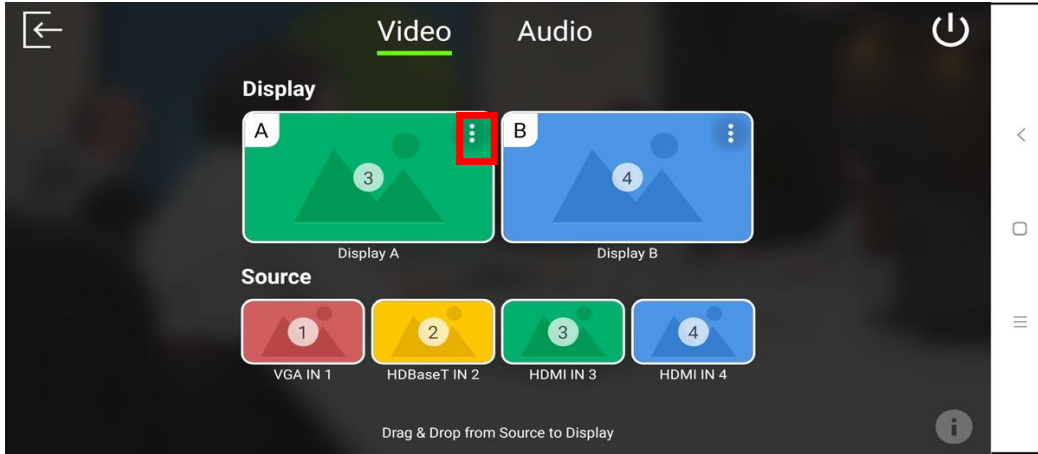 Video Audio
Display
A B
3 4
Display A Display B
Source
1 2 3 4
VGA IN 1 HDBaseT IN 2 HDMI IN 3 HDMI IN 4
Drag & Drop from Source to Display
i